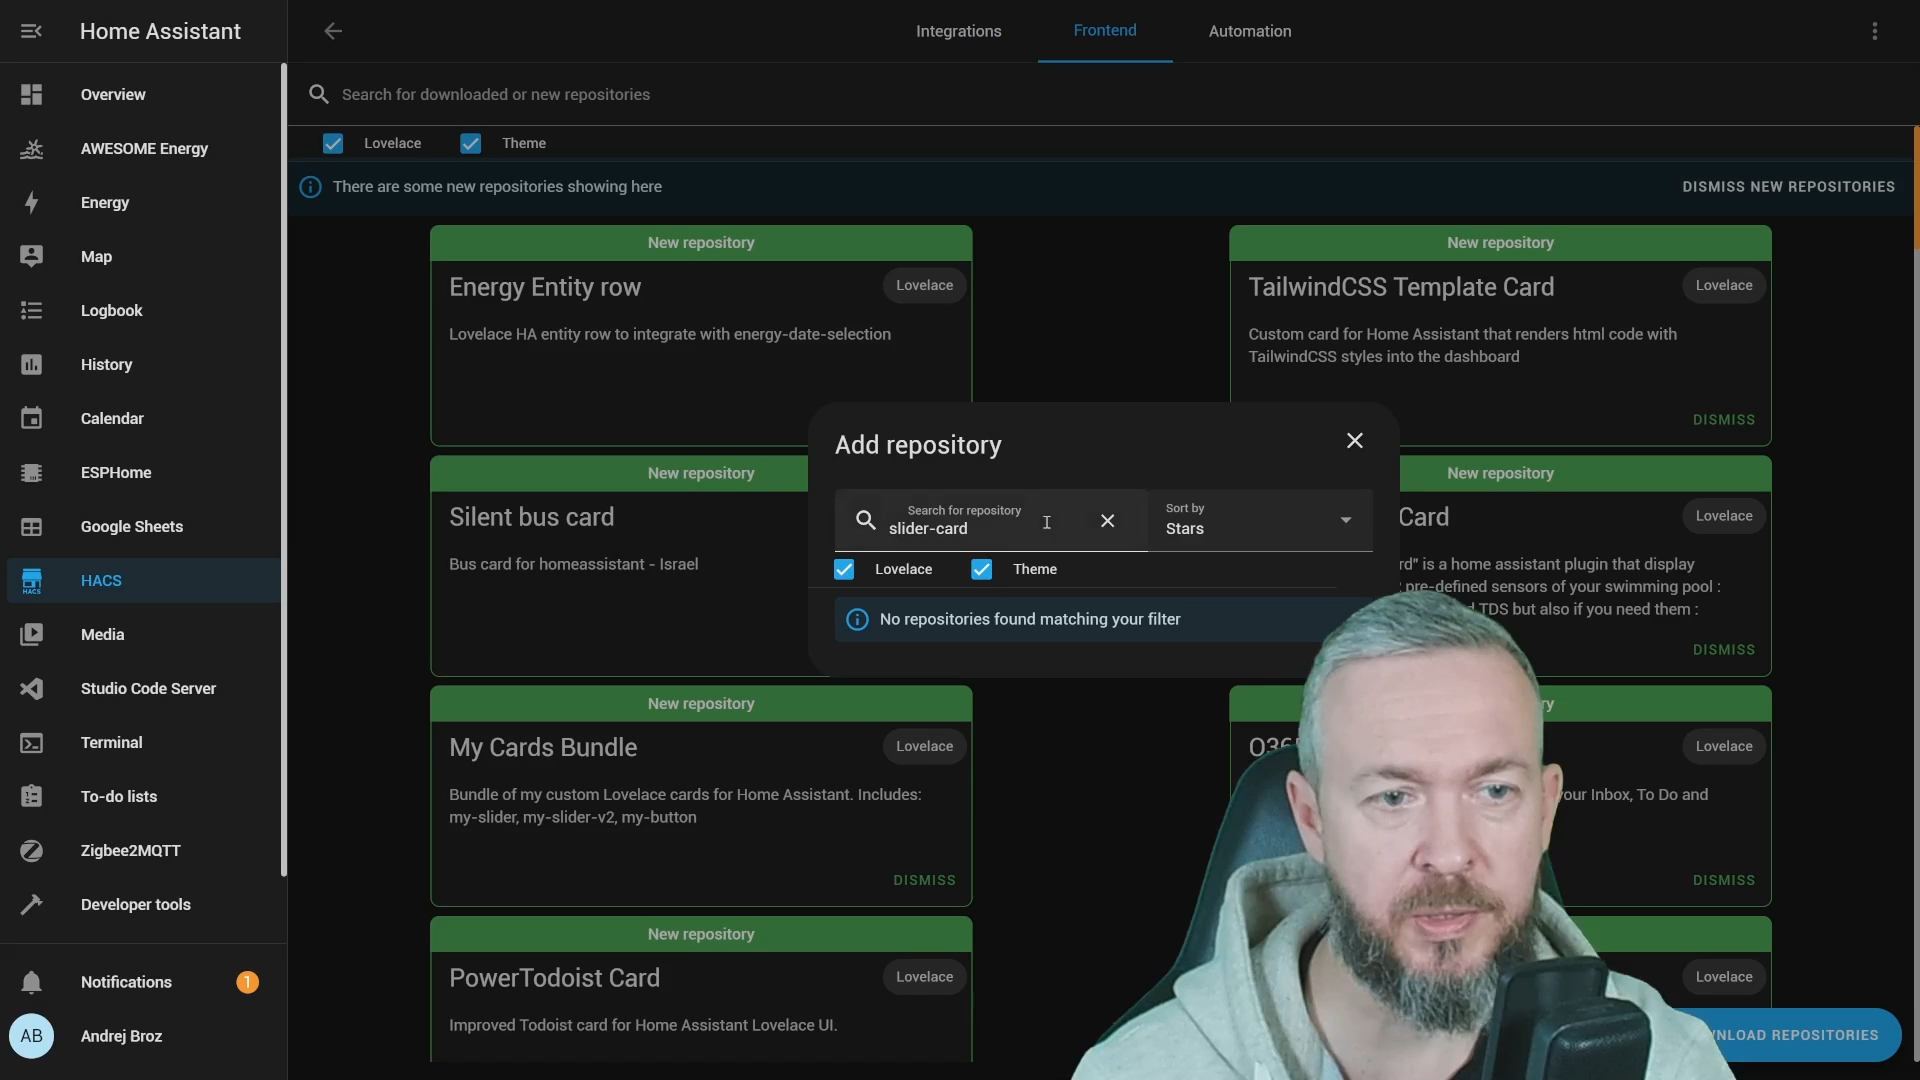 Home Assistant
Integrations
Frontend
Automation
Overview
AWESOME Energy
Energy
Map
Logbook
History
Calendar
ESPHome
Google Sheets
HACS
HACS
Media
Studio Code Server
Terminal
To-do lists
Zigbee2MQTT
Developer tools
Notifications
1
AB
Andrej Broz
Search for downloaded or new repositories
Lovelace
Theme
There are some new repositories showing here
DISMISS NEW REPOSITORIES
New repository
Energy Entity row
Lovelace
Lovelace HA entity row to integrate with energy-date-selection
New repository
TailwindCSS Template Card
Lovelace
Custom card for Home Assistant that renders html code with
TailwindCSS styles into the dashboard
DISMISS
Add repository
Search for repository
slider-card
Sort by
Stars
Lovelace
Theme
No repositories found matching your filter
New repository
Silent bus card
Bus card for homeassistant - Israel
New repository
Card
Lovelace
is a home assistant plugin that display
pre-defined sensors of your swimming pool :
TDS but also if you need them :
DISMISS
New repository
My Cards Bundle
Lovelace
Bundle of my custom Lovelace cards for Home Assistant. Includes:
my-slider, my-slider-v2, my-button
DISMISS
Lovelace
your Inbox, To Do and
DISMISS
New repository
PowerTodoist Card
Lovelace
Improved Todoist card for Home Assistant Lovelace UI.
Lovelace
REPOSITORIES